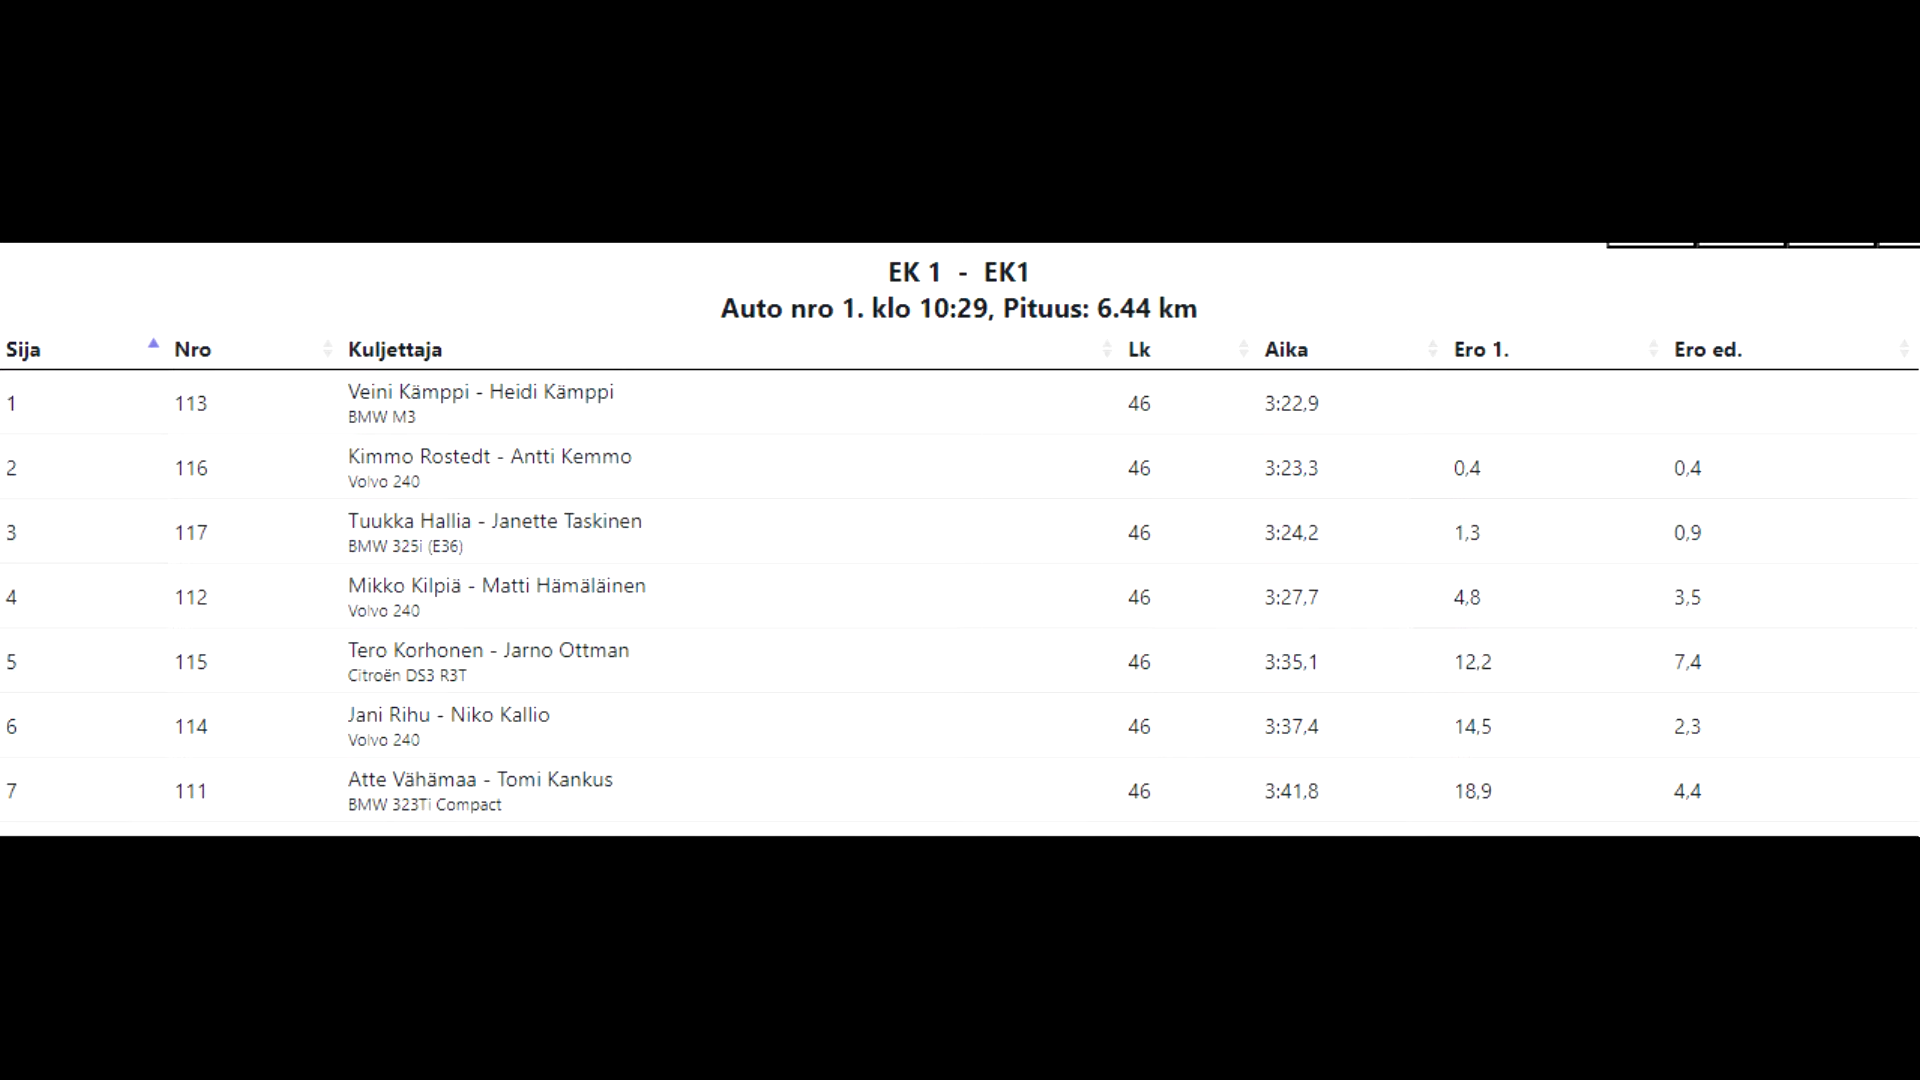 EK 1 - EK1
Auto nro 1. klo 10:29, Pituus: 6.44 km
Sija Nro Kuljettaja Lk Aika Ero 1. Ero ed.
1 113 Veini Kämppi - Heidi Kämppi 46 3:22,9
BMW M3
2 116 Kimmo Rostedt - Antti Kemmo 46 3:23,3 0,4 0,4
Volvo 240
3 117 Tuukka Hallia - Janette Taskinen 46 3:24,2 1,3 0,9
BMW 325i (E36)
4 112 Mikko Kilpiä - Matti Hämäläinen 46 3:27,7 4,8 3,5
Volvo 240
5 115 Tero Korhonen - Jarno Ottman 46 3:35,1 12,2 7,4
Citroën DS3 R3T
6 114 Jani Rihu - Niko Kallio 46 3:37,4 14,5 2,3
Volvo 240
7 111 Atte Vähämaa - Tomi Kankus 46 3:41,8 18,9 4,4
BMW 323Ti Compact